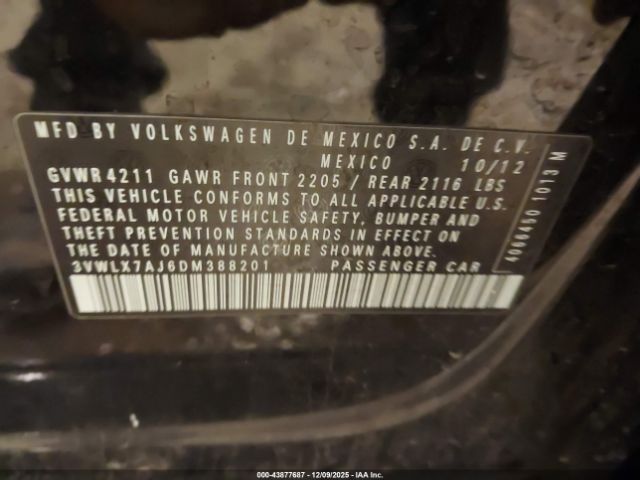 MFD BY VOLKSWAGEN DE MEXICO S.A. DE C.V.
MEXICO 10/12
GVWR 4211 GAWR FRONT 2205 / REAR 2116 LBS
THIS VEHICLE CONFORMS TO ALL APPLICABLE U.S.
FEDERAL MOTOR VEHICLE SAFETY, BUMPER AND
THEFT PREVENTION STANDARDS IN EFFECT ON
THE DATE OF MANUFACTURE SHOWN ABOVE.
3VWLX7AJ6DM388201 PASSENGER CAR
1013 M
000-43877687 - 12/09/2025 - IAA Inc.